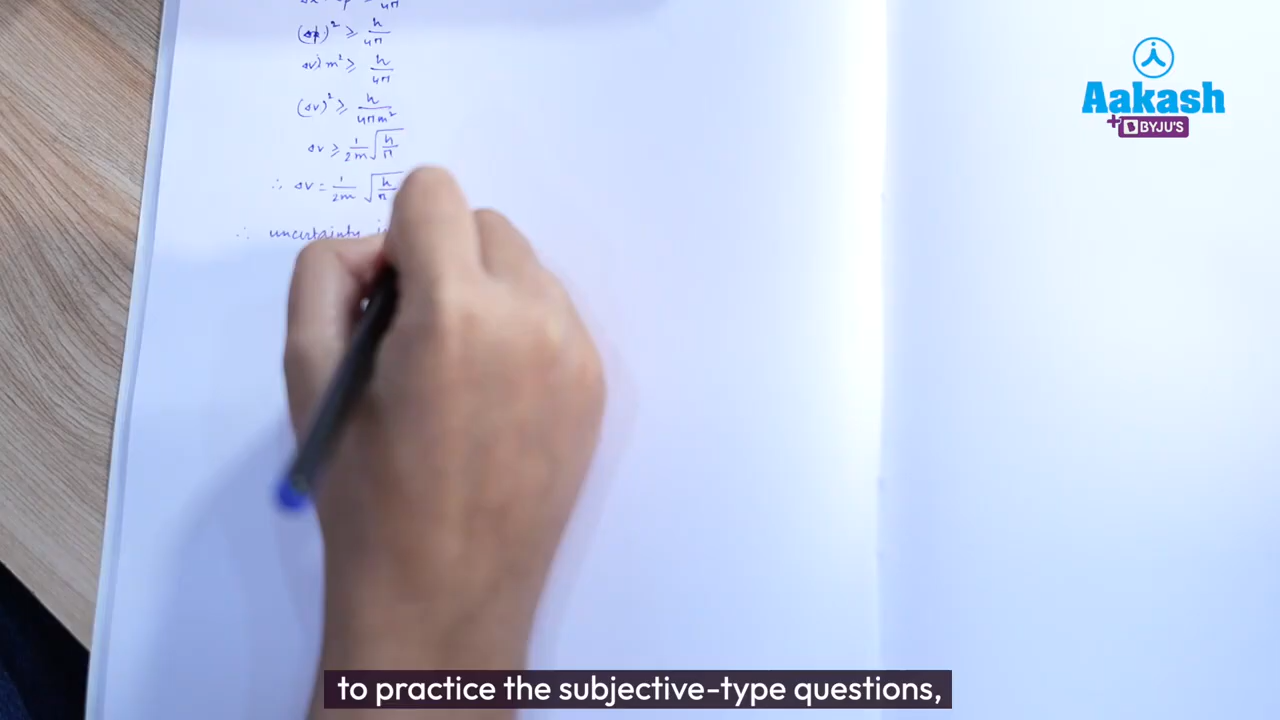 (Δp)² ≥ h/4π
Δv)²m² ≥ h/4π
(Δv)² ≥ h/4πm²
Δv ≥ 1/2m √h/π
∴ Δv = 1/2m √h/π
∴ uncertainty
Aakash
+BYJU'S
to practice the subjective-type questions,